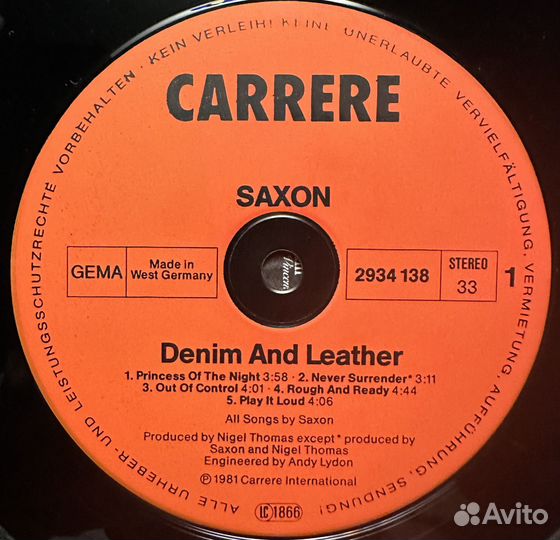 ALLE URHEBER- UND LEISTUNGSSCHUTZRECHTE VORBEHALTEN · KEIN VERLEIH! KEINE UNERLAUBTE VERVIELFÄLTIGUNG, VERMIETUNG, AUFFÜHRUNG, SENDUNG!
CARRERE
SAXON
GEMA
Made in
West Germany
2934 138
STEREO
33
1
Denim And Leather
1. Princess Of The Night 3:58 · 2. Never Surrender* 3:11
3. Out Of Control 4:01 · 4. Rough And Ready 4:44
5. Play It Loud 4:06
All Songs by Saxon
Produced by Nigel Thomas except* produced by
Saxon and Nigel Thomas
Engineered by Andy Lydon
Ⓟ 1981 Carrere International
LC 1866
Avito